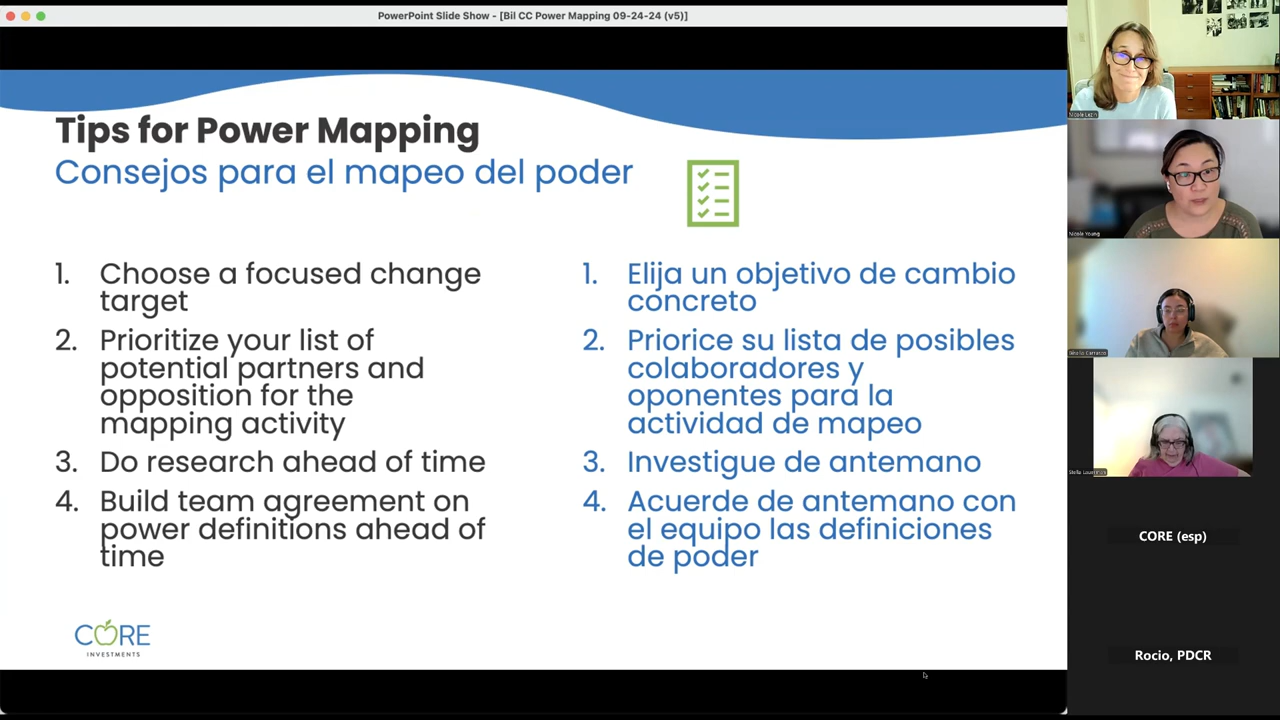 PowerPoint Slide Show - [Bil CC Power Mapping 09-24-24 (v5)]
Tips for Power Mapping
Consejos para el mapeo del poder
1. Choose a focused change
target
2. Prioritize your list of
potential partners and
opposition for the
mapping activity
3. Do research ahead of time
4. Build team agreement on
power definitions ahead of
time
1. Elija un objetivo de cambio
concreto
2. Priorice su lista de posibles
colaboradores y
oponentes para la
actividad de mapeo
3. Investigue de antemano
4. Acuerde de antemano con
el equipo las definiciones
de poder
CORE
INVESTMENTS
Nicole Young
CORE (esp)
Rocio, PDCR